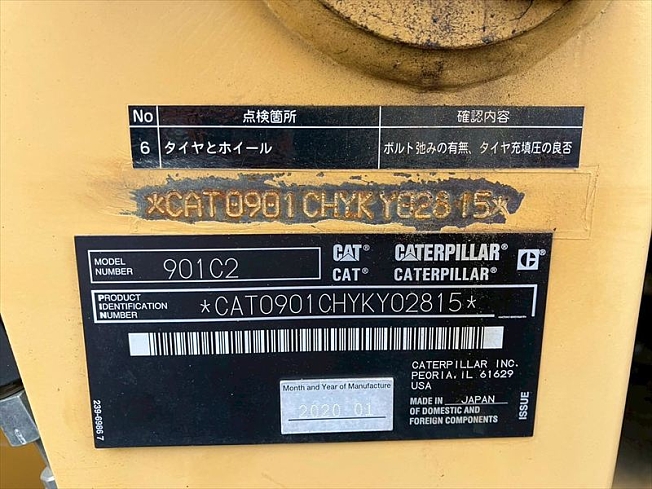 No 点検箇所 確認内容
6 タイヤとホイール ボルト弛みの有無、タイヤ充填圧の良否
*CAT0901CHYKY02815*
MODEL NUMBER 901C2
CAT® CATERPILLAR®
CAT® CATERPILLAR®
PRODUCT IDENTIFICATION NUMBER *CAT0901CHYKY02815*
CATERPILLAR INC.
PEORIA, IL 61629
USA
Month and Year of Manufacture
2020 01
MADE IN JAPAN
OF DOMESTIC AND
FOREIGN COMPONENTS
ISSUE
239-6986 7